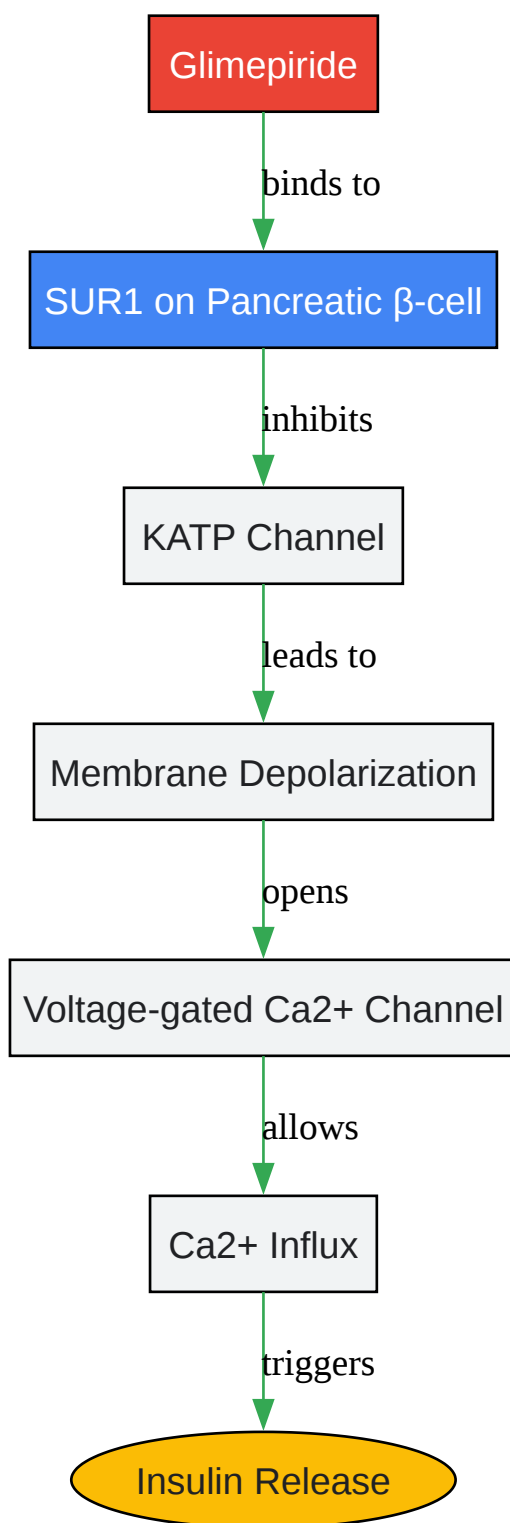 Glimepiride
binds to
SUR1 on Pancreatic β-cell
inhibits
KATP Channel
leads to
Membrane Depolarization
opens
Voltage-gated Ca2+ Channel
allows
Ca2+ Influx
triggers
Insulin Release